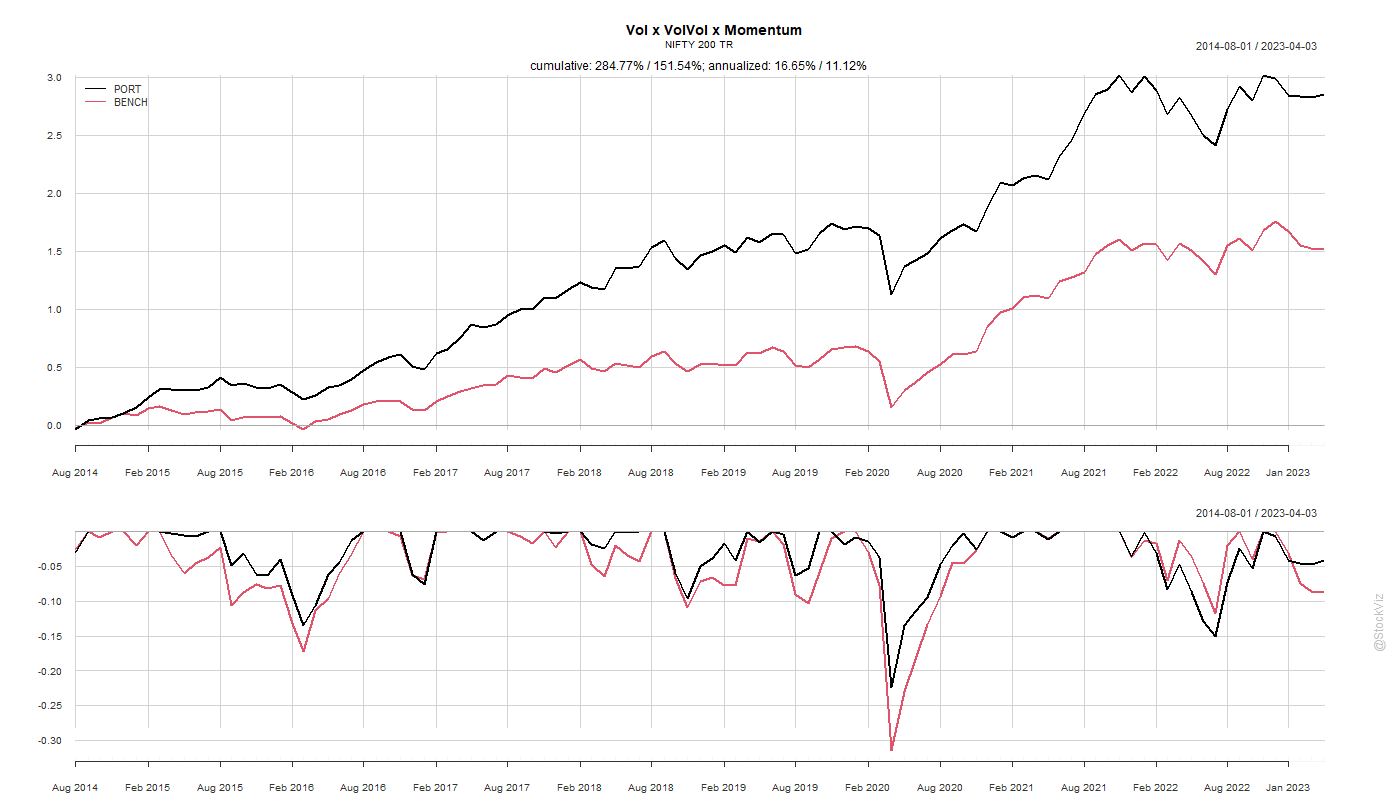 Vol x VolVol x Momentum
NIFTY 200 TR
2014-08-01 / 2023-04-03
cumulative: 284.77% / 151.54%; annualized: 16.65% / 11.12%
3.0
PORT
BENCH
2.5
2.0
1.5
1.0
0.5
0.0
Aug 2014 Feb 2015 Aug 2015 Feb 2016 Aug 2016 Feb 2017 Aug 2017 Feb 2018 Aug 2018 Feb 2019 Aug 2019 Feb 2020 Aug 2020 Feb 2021 Aug 2021 Feb 2022 Aug 2022 Jan 2023
2014-08-01 / 2023-04-03
-0.05
-0.10
-0.15
-0.20
-0.25
-0.30
Aug 2014 Feb 2015 Aug 2015 Feb 2016 Aug 2016 Feb 2017 Aug 2017 Feb 2018 Aug 2018 Feb 2019 Aug 2019 Feb 2020 Aug 2020 Feb 2021 Aug 2021 Feb 2022 Aug 2022 Jan 2023
@StockViz